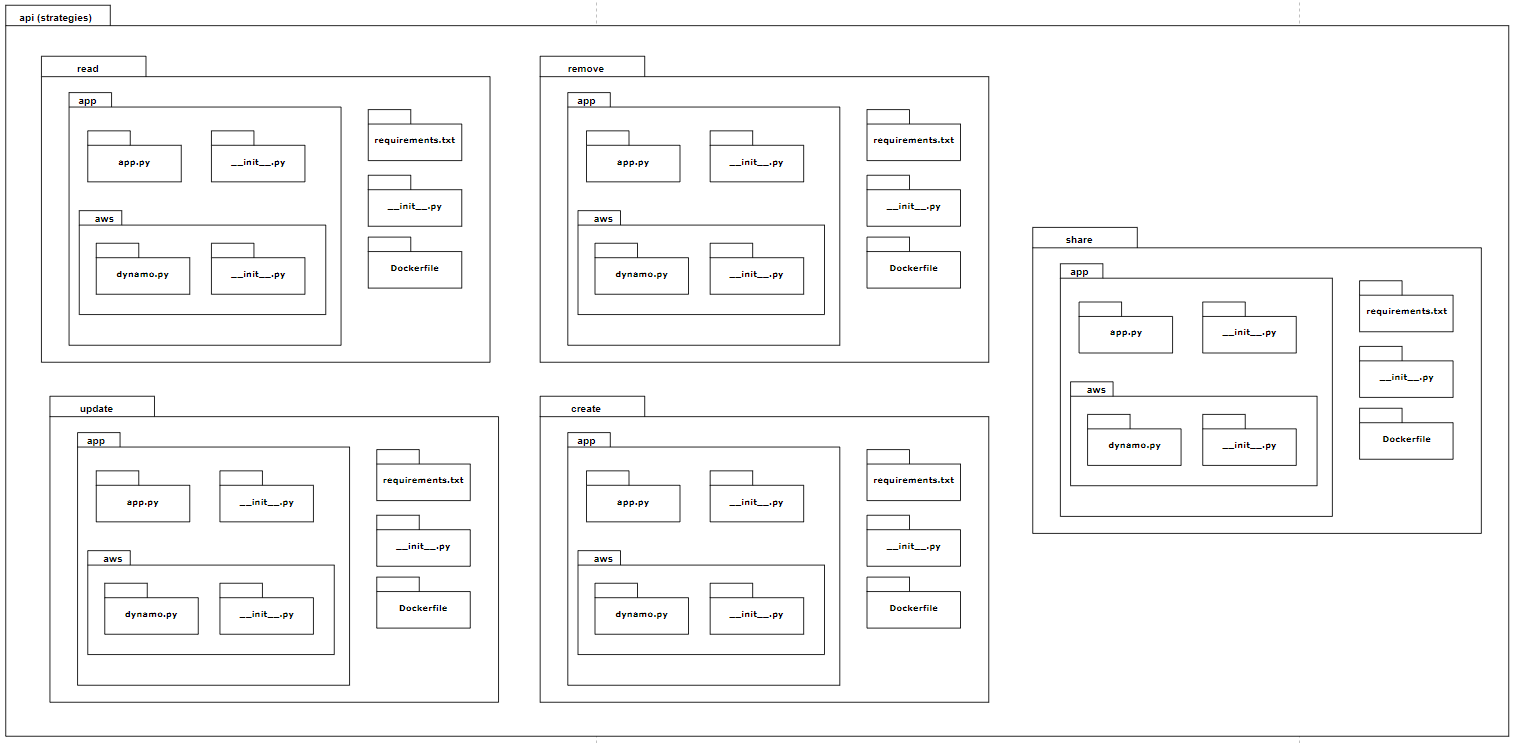 api (strategies)
read
app
app.py
__init__.py
aws
dynamo.py
__init__.py
requirements.txt
__init__.py
Dockerfile
remove
app
app.py
__init__.py
aws
dynamo.py
__init__.py
requirements.txt
__init__.py
Dockerfile
update
app
app.py
__init__.py
aws
dynamo.py
__init__.py
requirements.txt
__init__.py
Dockerfile
create
app
app.py
__init__.py
aws
dynamo.py
__init__.py
requirements.txt
__init__.py
Dockerfile
share
app
app.py
__init__.py
aws
dynamo.py
__init__.py
requirements.txt
__init__.py
Dockerfile